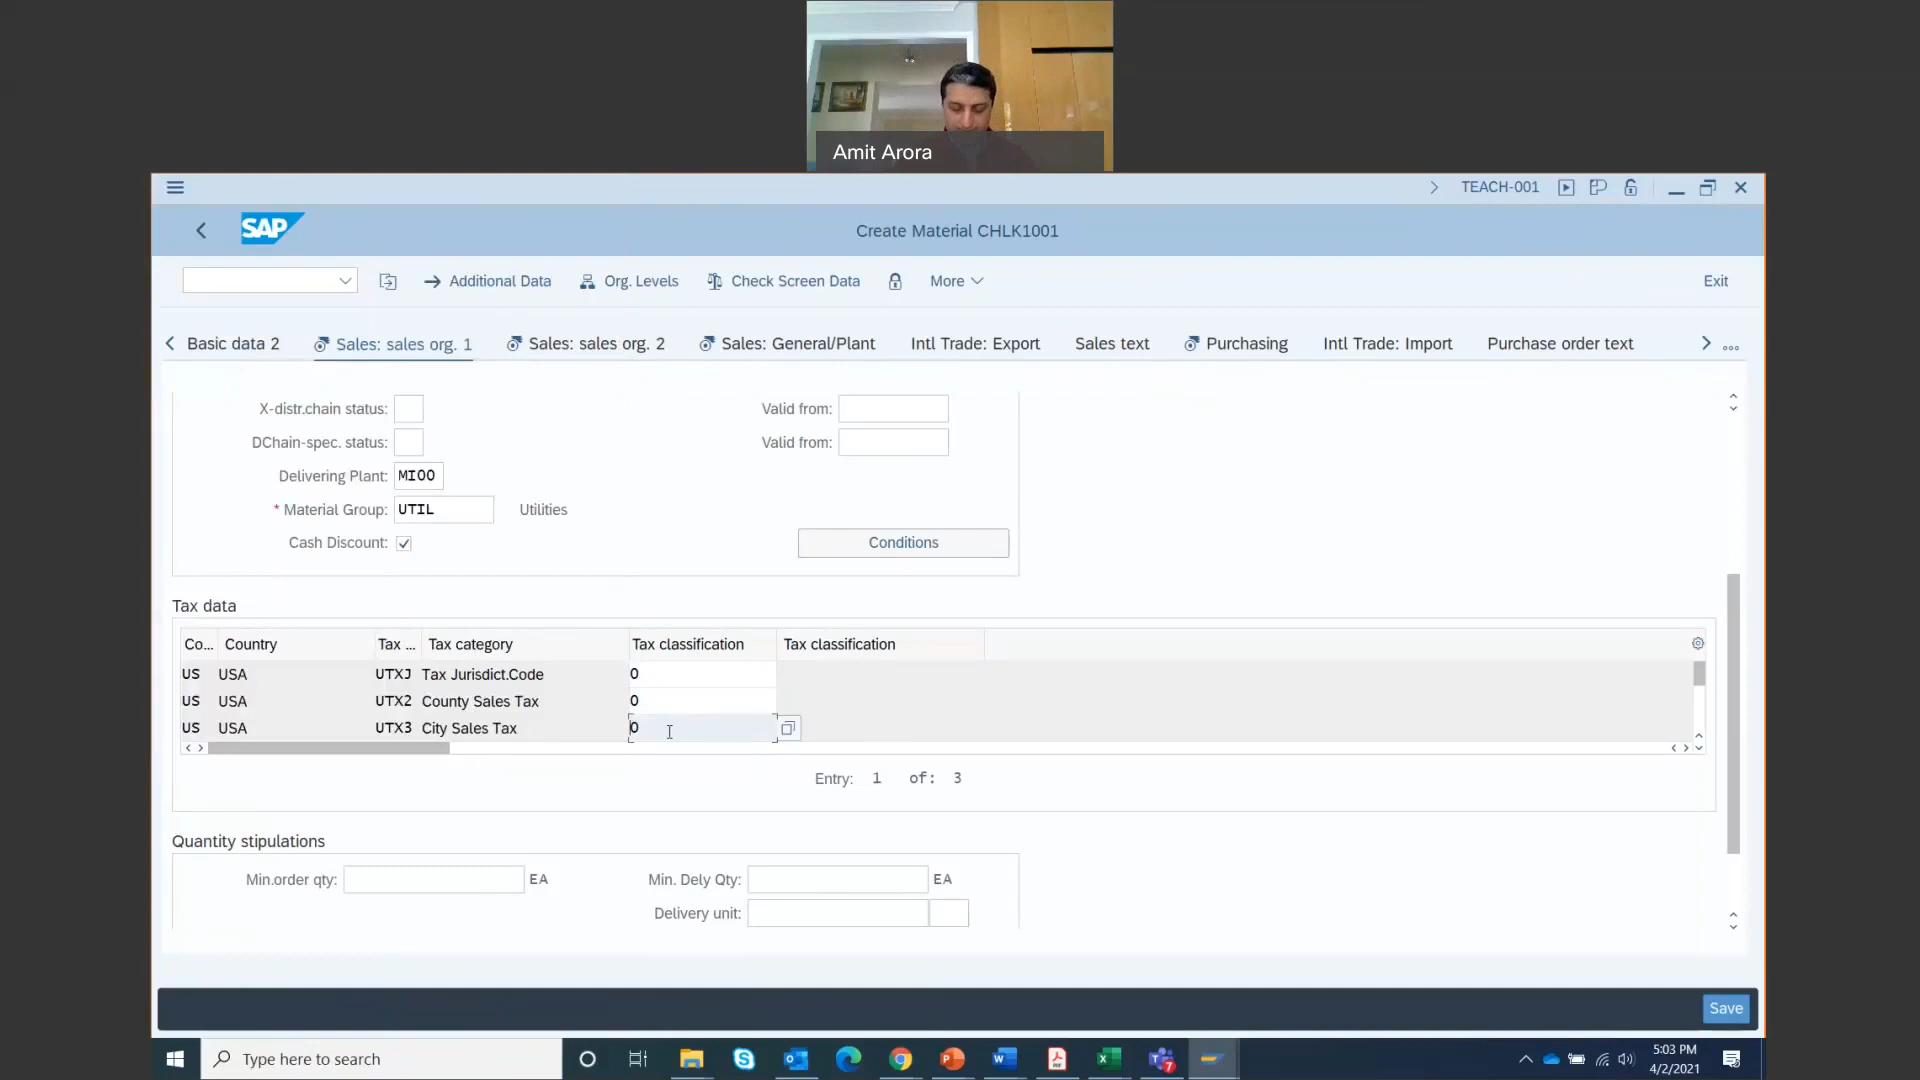 Amit Arora
TEACH-001
SAP
Create Material CHLK1001
Additional Data
Org. Levels
Check Screen Data
More
Exit
Basic data 2
Sales: sales org. 1
Sales: sales org. 2
Sales: General/Plant
Intl Trade: Export
Sales text
Purchasing
Intl Trade: Import
Purchase order text
X-distr.chain status:
Valid from:
DChain-spec. status:
Valid from:
Delivering Plant: MI00
* Material Group: UTIL Utilities
Cash Discount:
Conditions
Tax data
Co... Country Tax ... Tax category Tax classification Tax classification
US USA UTXJ Tax Jurisdict.Code 0
US USA UTX2 County Sales Tax 0
US USA UTX3 City Sales Tax 0
Entry: 1 of: 3
Quantity stipulations
Min.order qty: EA Min. Dely Qty: EA
Delivery unit:
Save
Type here to search
7
5:03 PM
4/2/2021